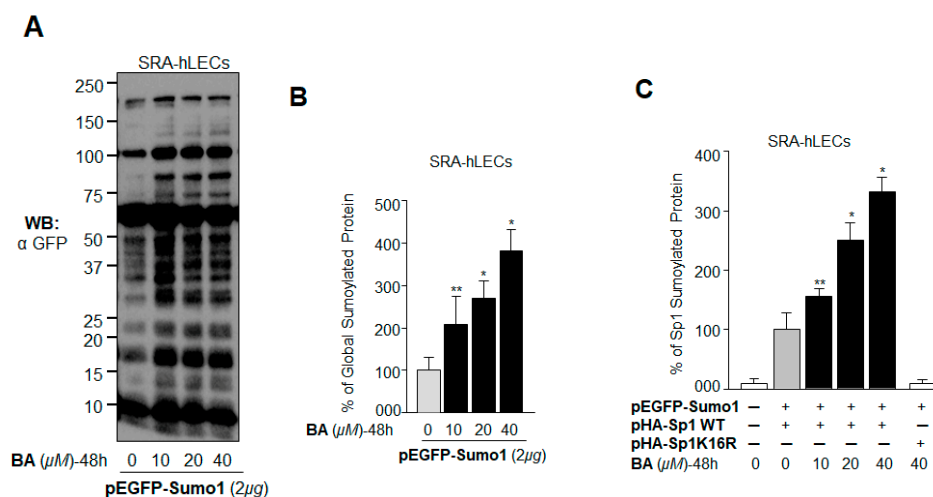 A
SRA-hLECs
250
150
100
75
50
37
25
20
15
10
WB:
α GFP
BA (µM)-48h 0 10 20 40
pEGFP-Sumo1 (2µg)
B
SRA-hLECs
% of Global Sumoylated Protein
500
400
300
200
100
000
** * *
BA (µM)-48h 0 10 20 40
pEGFP-Sumo1 (2µg)
C
SRA-hLECs
% of Sp1 Sumoylated Protein
400
300
200
100
000
** * *
pEGFP-Sumo1 – + + + + +
pHA-Sp1 WT – + + + + –
pHA-Sp1K16R – – – – – +
BA (µM)-48h 0 0 10 20 40 40